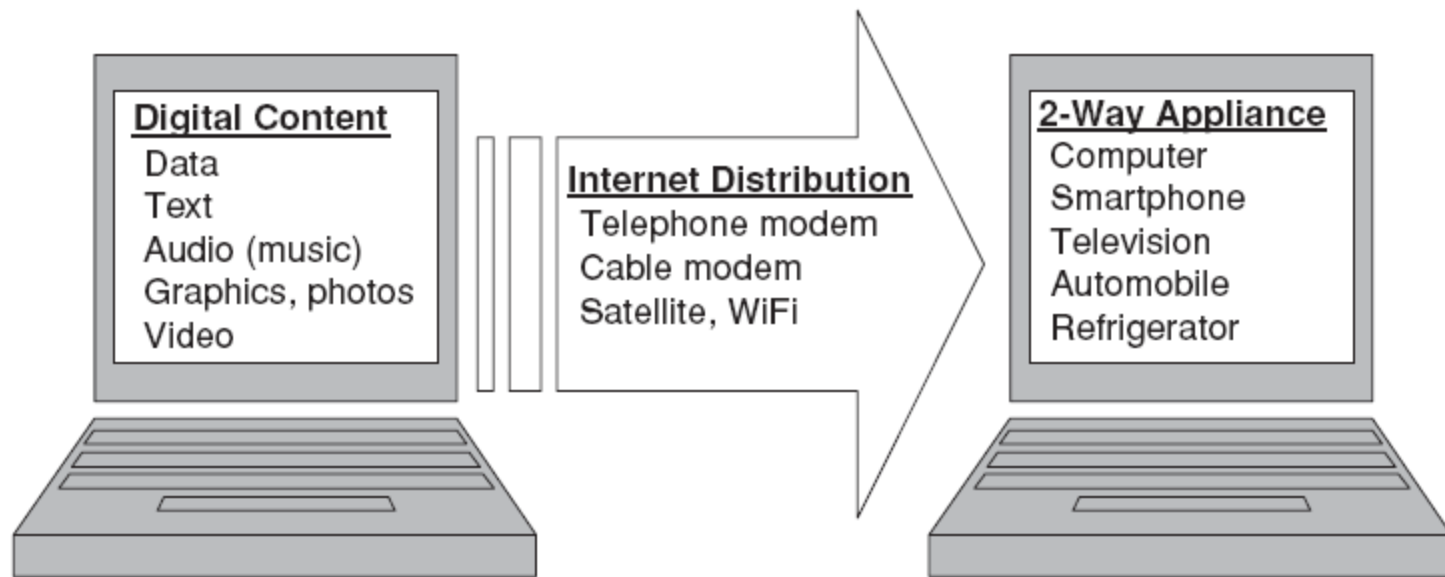 Digital Content
Data
Text
Audio (music)
Graphics, photos
Video
Internet Distribution
Telephone modem
Cable modem
Satellite, WiFi
2-Way Appliance
Computer
Smartphone
Television
Automobile
Refrigerator